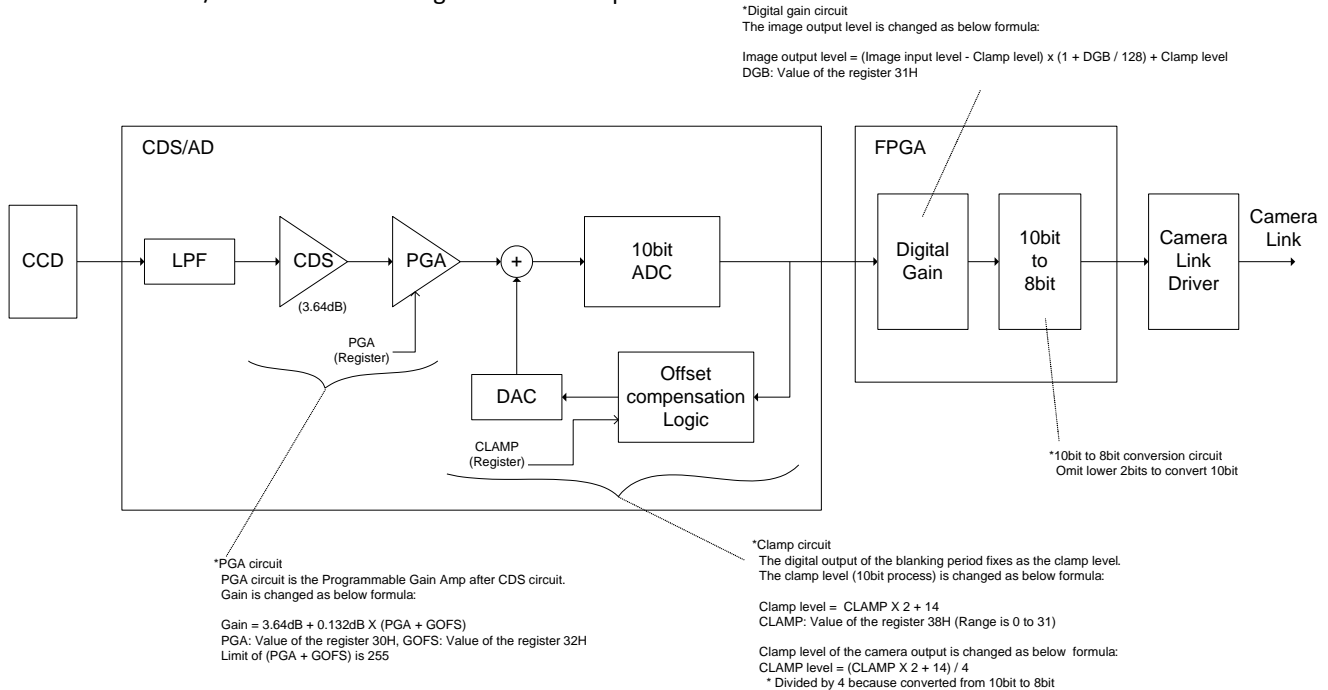 *Digital gain circuit
The image output level is changed as below formula:
Image output level = (Image input level - Clamp level) x (1 + DGB / 128) + Clamp level
DGB: Value of the register 31H
CDS/AD
FPGA
CCD
LPF
CDS
(3.64dB)
PGA
PGA
(Register)
+
10bit
ADC
DAC
Offset
compensation
Logic
CLAMP
(Register)
Digital
Gain
10bit
to
8bit
Camera
Link
Driver
Camera
Link
*10bit to 8bit conversion circuit
Omit lower 2bits to convert 10bit
*PGA circuit
PGA circuit is the Programmable Gain Amp after CDS circuit.
Gain is changed as below formula:
Gain = 3.64dB + 0.132dB X (PGA + GOFS)
PGA: Value of the register 30H, GOFS: Value of the register 32H
Limit of (PGA + GOFS) is 255
*Clamp circuit
The digital output of the blanking period fixes as the clamp level.
The clamp level (10bit process) is changed as below formula:
Clamp level = CLAMP X 2 + 14
CLAMP: Value of the register 38H (Range is 0 to 31)
Clamp level of the camera output is changed as below formula:
CLAMP level = (CLAMP X 2 + 14) / 4
* Divided by 4 because converted from 10bit to 8bit